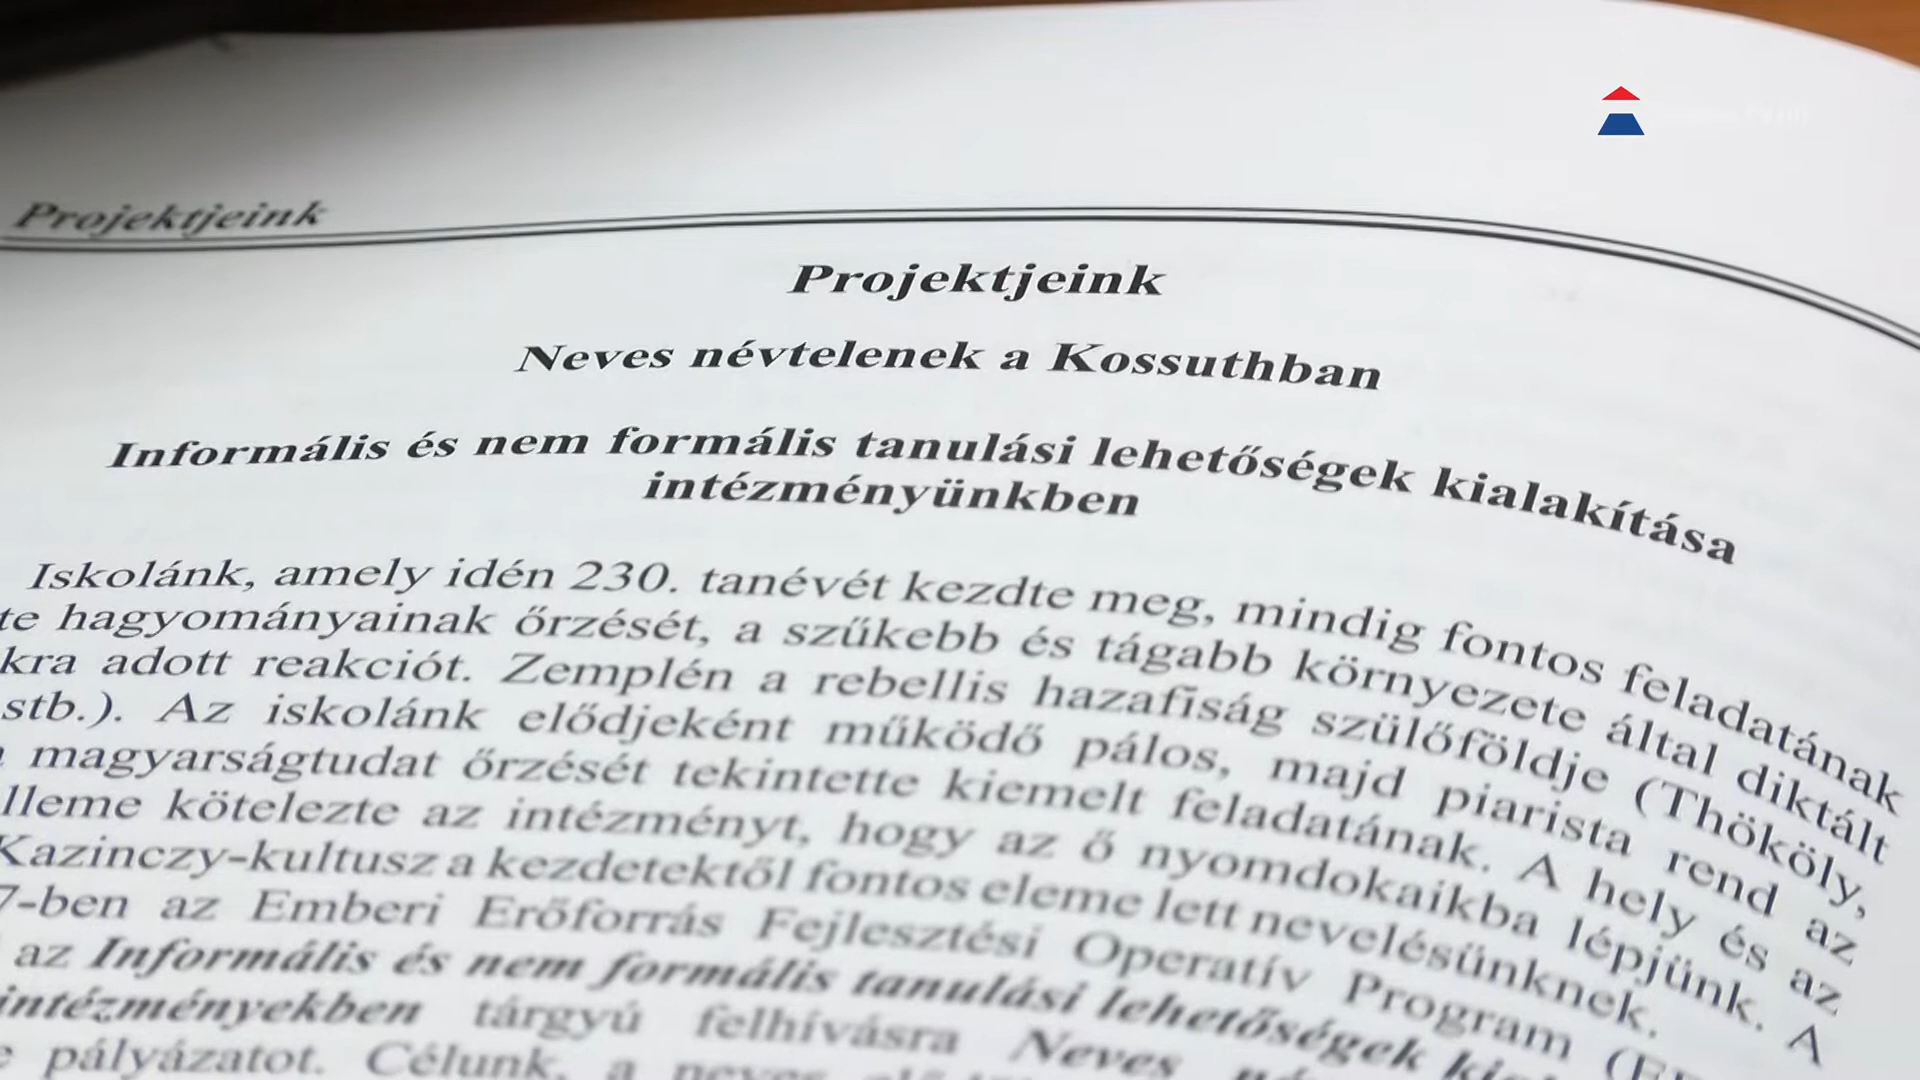 Projektjeink
Projektjeink
Neves névtelenek a Kossuthban
Informális és nem formális tanulási lehetőségek kialakítása
intézményünkben
Iskolánk, amely idén 230. tanévét kezdte meg, mindig fontos feladatának
te hagyományainak őrzését, a szűkebb és tágabb környezete által diktált
kra adott reakciót. Zemplén a rebellis hazafiság szülőföldje (Thököly,
stb.). Az iskolánk elődjeként működő pálos, majd piarista rend az
magyarságtudat őrzését tekintette kiemelt feladatának. A hely és az
lleme kötelezte az intézményt, hogy az ő nyomdokaikba lépjünk. A
Kazinczy-kultusz a kezdetektől fontos eleme lett nevelésünknek.
7-ben az Emberi Erőforrás Fejlesztési Operatív Program
az Informális és nem formális tanulási lehetőségek
intézményekben tárgyú felhívásra Neves
e pályázatot. Célunk, a neves